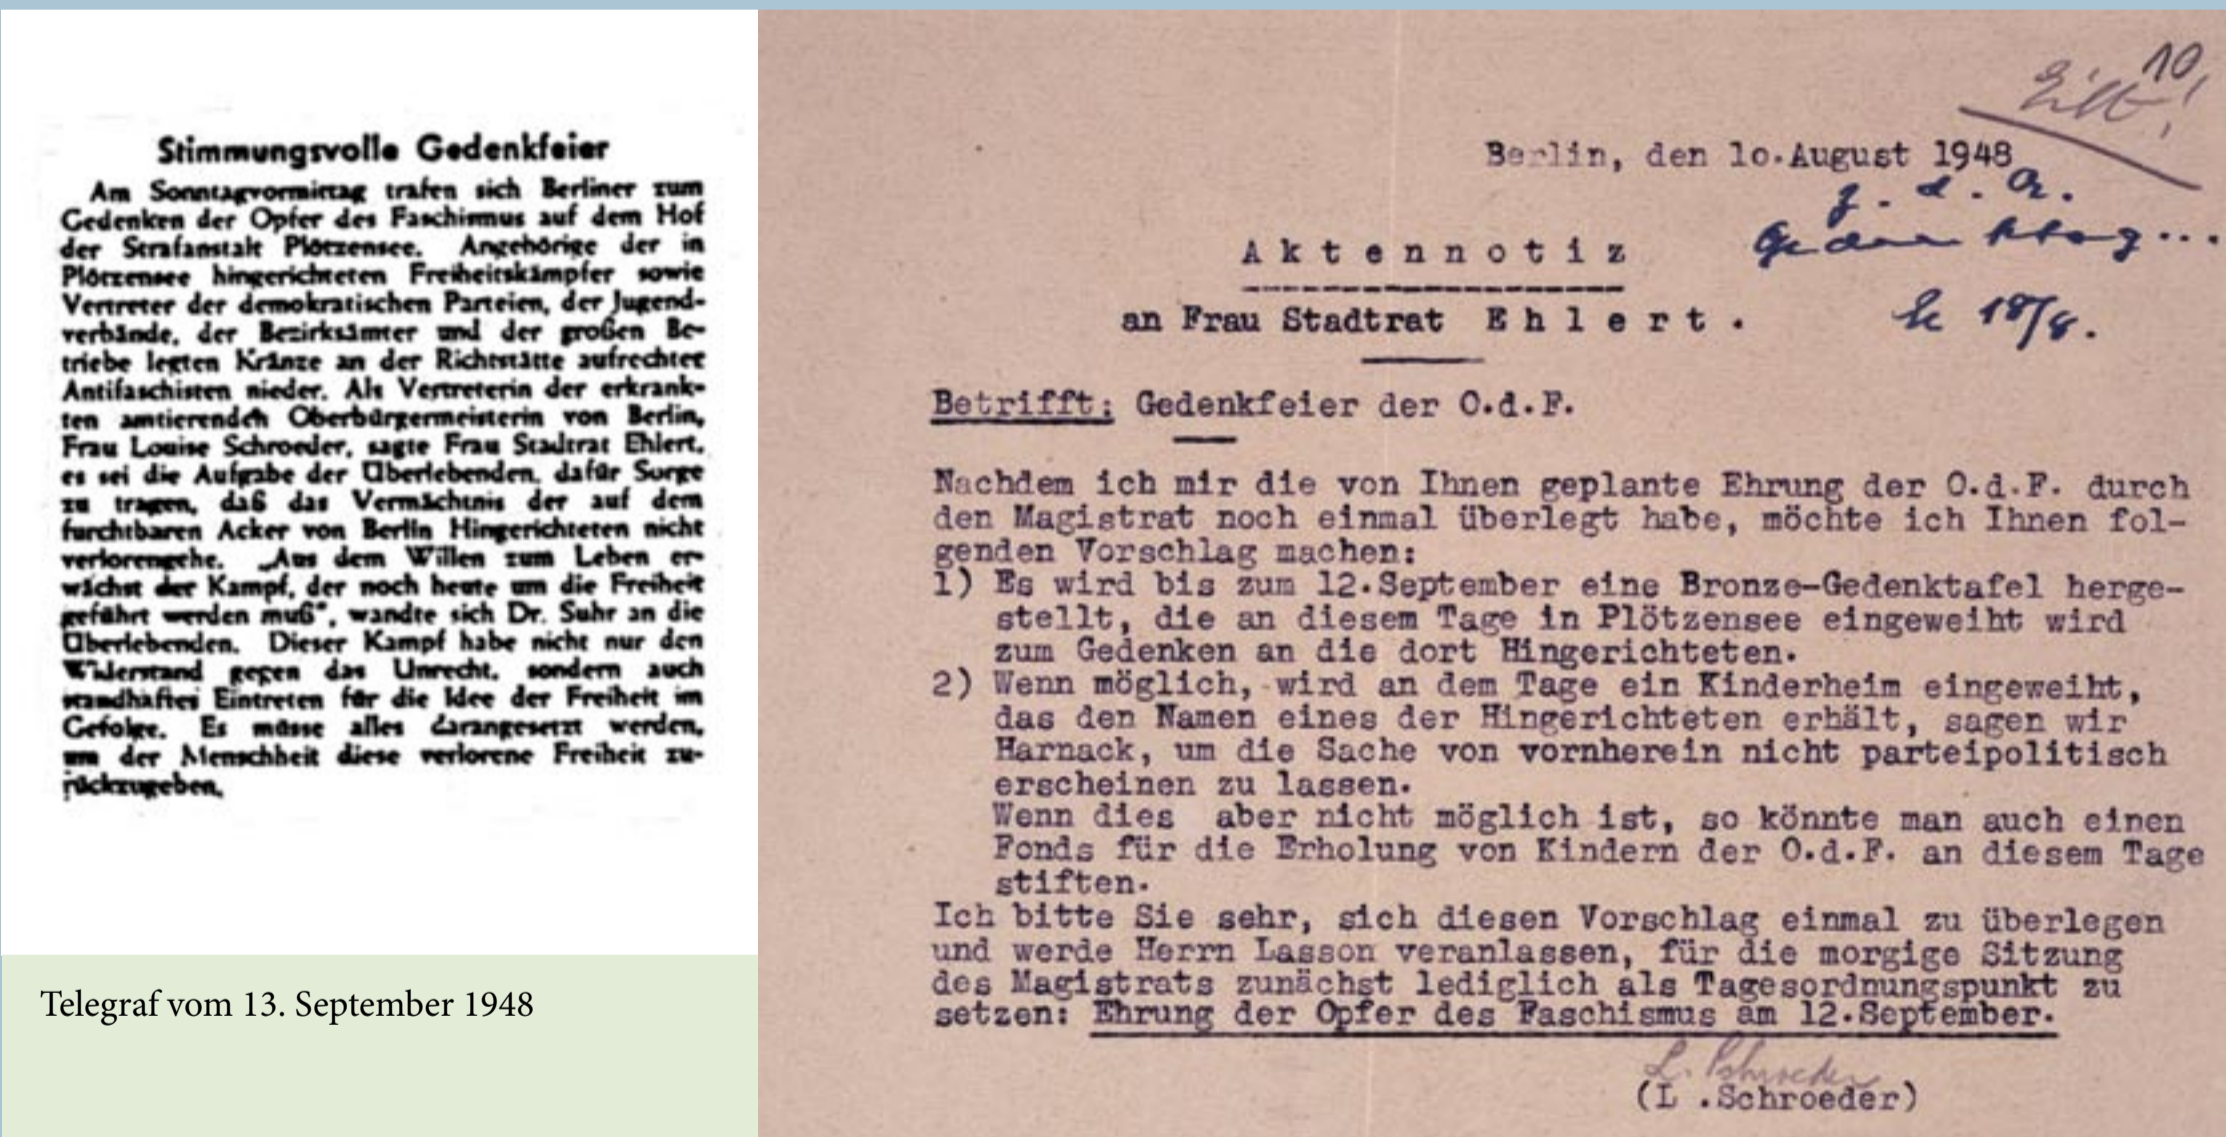 Stimmungsvolle Gedenkfeier
Am Sonntagvormittag trafen sich Berliner zum
Gedenken der Opfer des Faschismus auf dem Hof
der Strafanstalt Plötzensee. Angehörige der in
Plötzensee hingerichteten Freiheitskämpfer sowie
Vertreter der demokratischen Parteien, der Jugend-
verbände, der Bezirksämter und der großen Be-
triebe legten Kränze an der Richtstätte aufrechter
Antifaschisten nieder. Als Vertreterin der erkrank-
ten amtierenden Oberbürgermeisterin von Berlin,
Frau Louise Schroeder, sagte Frau Stadtrat Ehlert,
es sei die Aufgabe der Überlebenden, dafür Sorge
zu tragen, daß das Vermächtnis der auf dem
furchtbaren Acker von Berlin Hingerichteten nicht
verlorengehe. „Aus dem Willen zum Leben er-
wächst der Kampf, der noch heute um die Freiheit
geführt werden muß", wandte sich Dr. Suhr an die
Überlebenden. Dieser Kampf habe nicht nur den
Widerstand gegen das Unrecht, sondern auch
standhaftes Eintreten für die Idee der Freiheit im
Gefolge. Es müsse alles darangesetzt werden,
um der Menschheit diese verlorene Freiheit zu-
rückzugeben.
Telegraf vom 13. September 1948
10
Eilt!
Berlin, den 10.August 1948
z. d. A.
Gedenktag...
18/8.
Aktennotiz
an Frau Stadtrat Ehlert.
Betrifft: Gedenkfeier der O.d.F.
Nachdem ich mir die von Ihnen geplante Ehrung der O.d.F. durch
den Magistrat noch einmal überlegt habe, möchte ich Ihnen fol-
genden Vorschlag machen:
1) Es wird bis zum 12.September eine Bronze-Gedenktafel herge-
stellt, die an diesem Tage in Plötzensee eingeweiht wird
zum Gedenken an die dort Hingerichteten.
2) Wenn möglich, wird an dem Tage ein Kinderheim eingeweiht,
das den Namen eines der Hingerichteten erhält, sagen wir
Harnack, um die Sache von vornherein nicht parteipolitisch
erscheinen zu lassen.
Wenn dies aber nicht möglich ist, so könnte man auch einen
Fonds für die Erholung von Kindern der O.d.F. an diesem Tage
stiften.
Ich bitte Sie sehr, sich diesen Vorschlag einmal zu überlegen
und werde Herrn Lasson veranlassen, für die morgige Sitzung
des Magistrats zunächst lediglich als Tagesordnungspunkt zu
setzen: Ehrung der Opfer des Faschismus am 12.September.
L. Schroeder
(L .Schroeder)